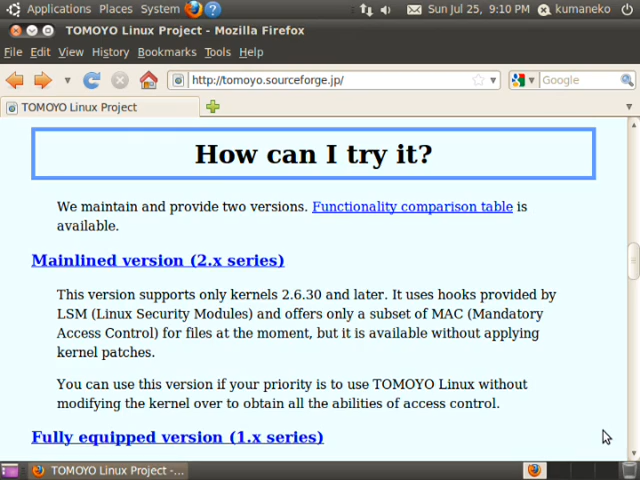 Applications Places System Sun Jul 25, 9:10 PM kumaneko
TOMOYO Linux Project - Mozilla Firefox
File Edit View History Bookmarks Tools Help
http://tomoyo.sourceforge.jp/ Google
TOMOYO Linux Project
How can I try it?
We maintain and provide two versions. Functionality comparison table is
available.
Mainlined version (2.x series)
This version supports only kernels 2.6.30 and later. It uses hooks provided by
LSM (Linux Security Modules) and offers only a subset of MAC (Mandatory
Access Control) for files at the moment, but it is available without applying
kernel patches.
You can use this version if your priority is to use TOMOYO Linux without
modifying the kernel over to obtain all the abilities of access control.
Fully equipped version (1.x series)
TOMOYO Linux Project -...